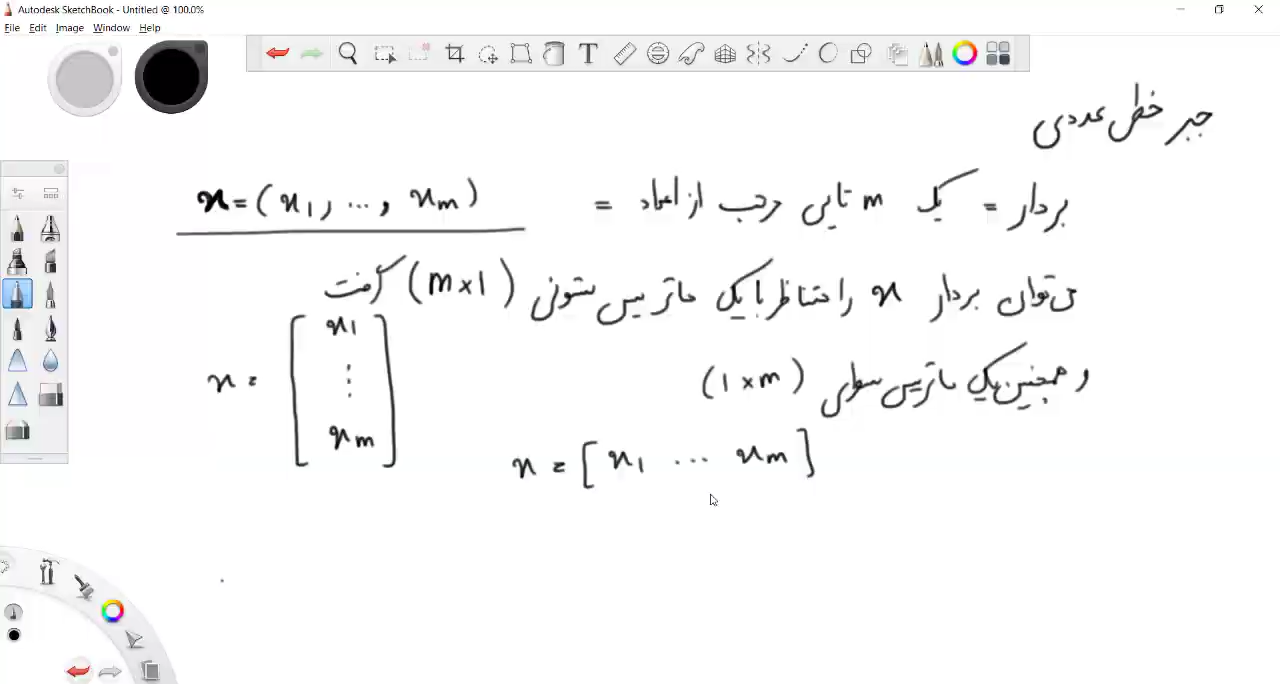 Autodesk SketchBook - Untitled @ 100.0%
File Edit Image Window Help
جبر خطی عددی
بردار = یک m تایی مرتب از اعداد = x = (x1, ..., xm)
می توان بردار x را متناظر با یک ماتریس ستونی (m×1) گرفت
x = [x1 ⋮ xm]
و همچنین یک ماتریس سطری (1×m)
x = [x1 ... xm]